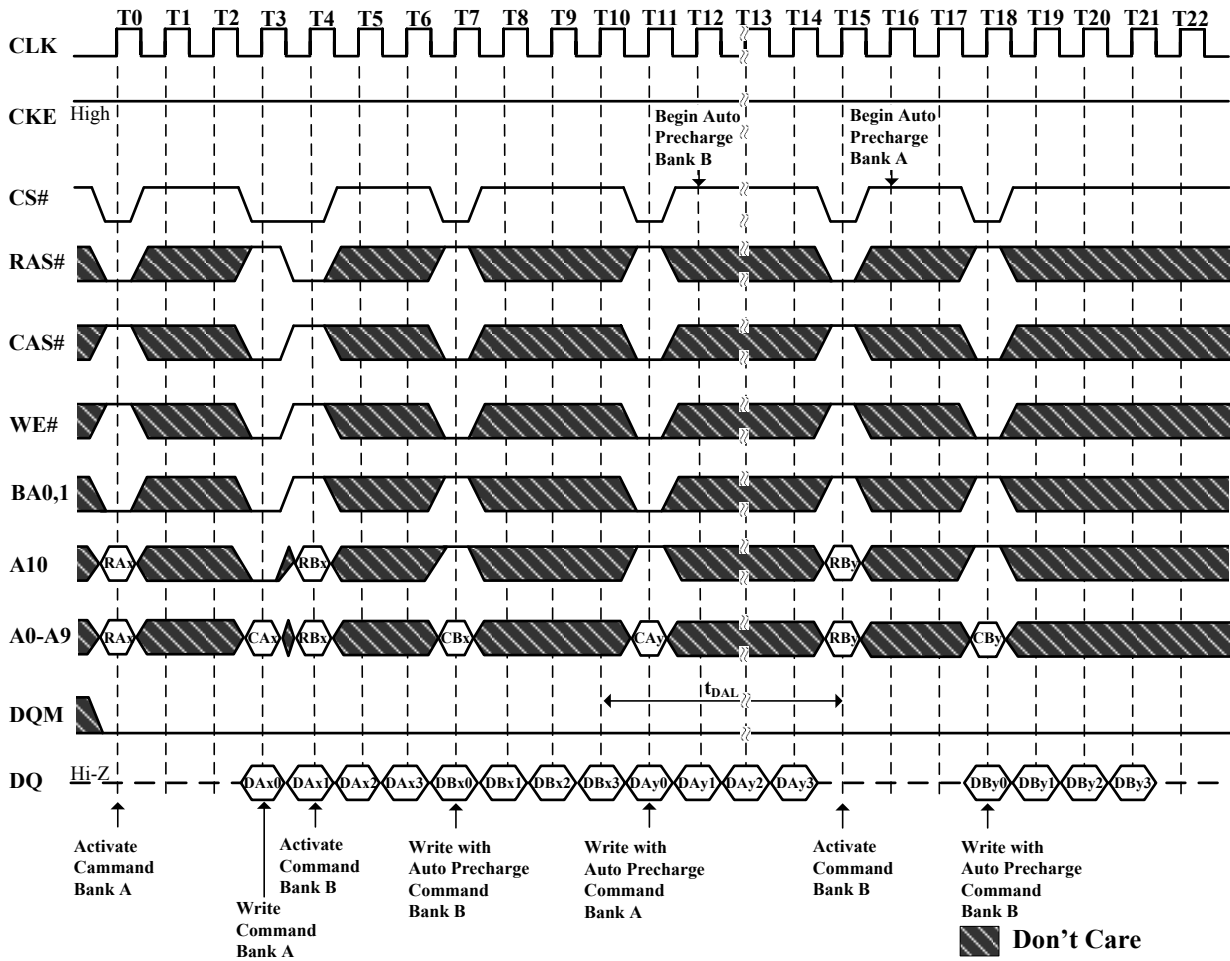 T0 T1 T2 T3 T4 T5 T6 T7 T8 T9 T10 T11 T12 T13 T14 T15 T16 T17 T18 T19 T20 T21 T22
CLK
CKE High
Begin Auto
Precharge
Bank B
Begin Auto
Precharge
Bank A
CS#
RAS#
CAS#
WE#
BA0,1
A10 RAx RBx RBy
A0-A9 RAx CAx RBx CBx CAy RBy CBy
tDAL
DQM
DQ Hi-Z DAx0 DAx1 DAx2 DAx3 DBx0 DBx1 DBx2 DBx3 DAy0 DAy1 DAy2 DAy3 DBy0 DBy1 DBy2 DBy3
Activate
Cammand
Bank A
Write
Command
Bank A
Activate
Command
Bank B
Write with
Auto Precharge
Command
Bank B
Write with
Auto Precharge
Command
Bank A
Activate
Command
Bank B
Write with
Auto Precharge
Command
Bank B
Don't Care